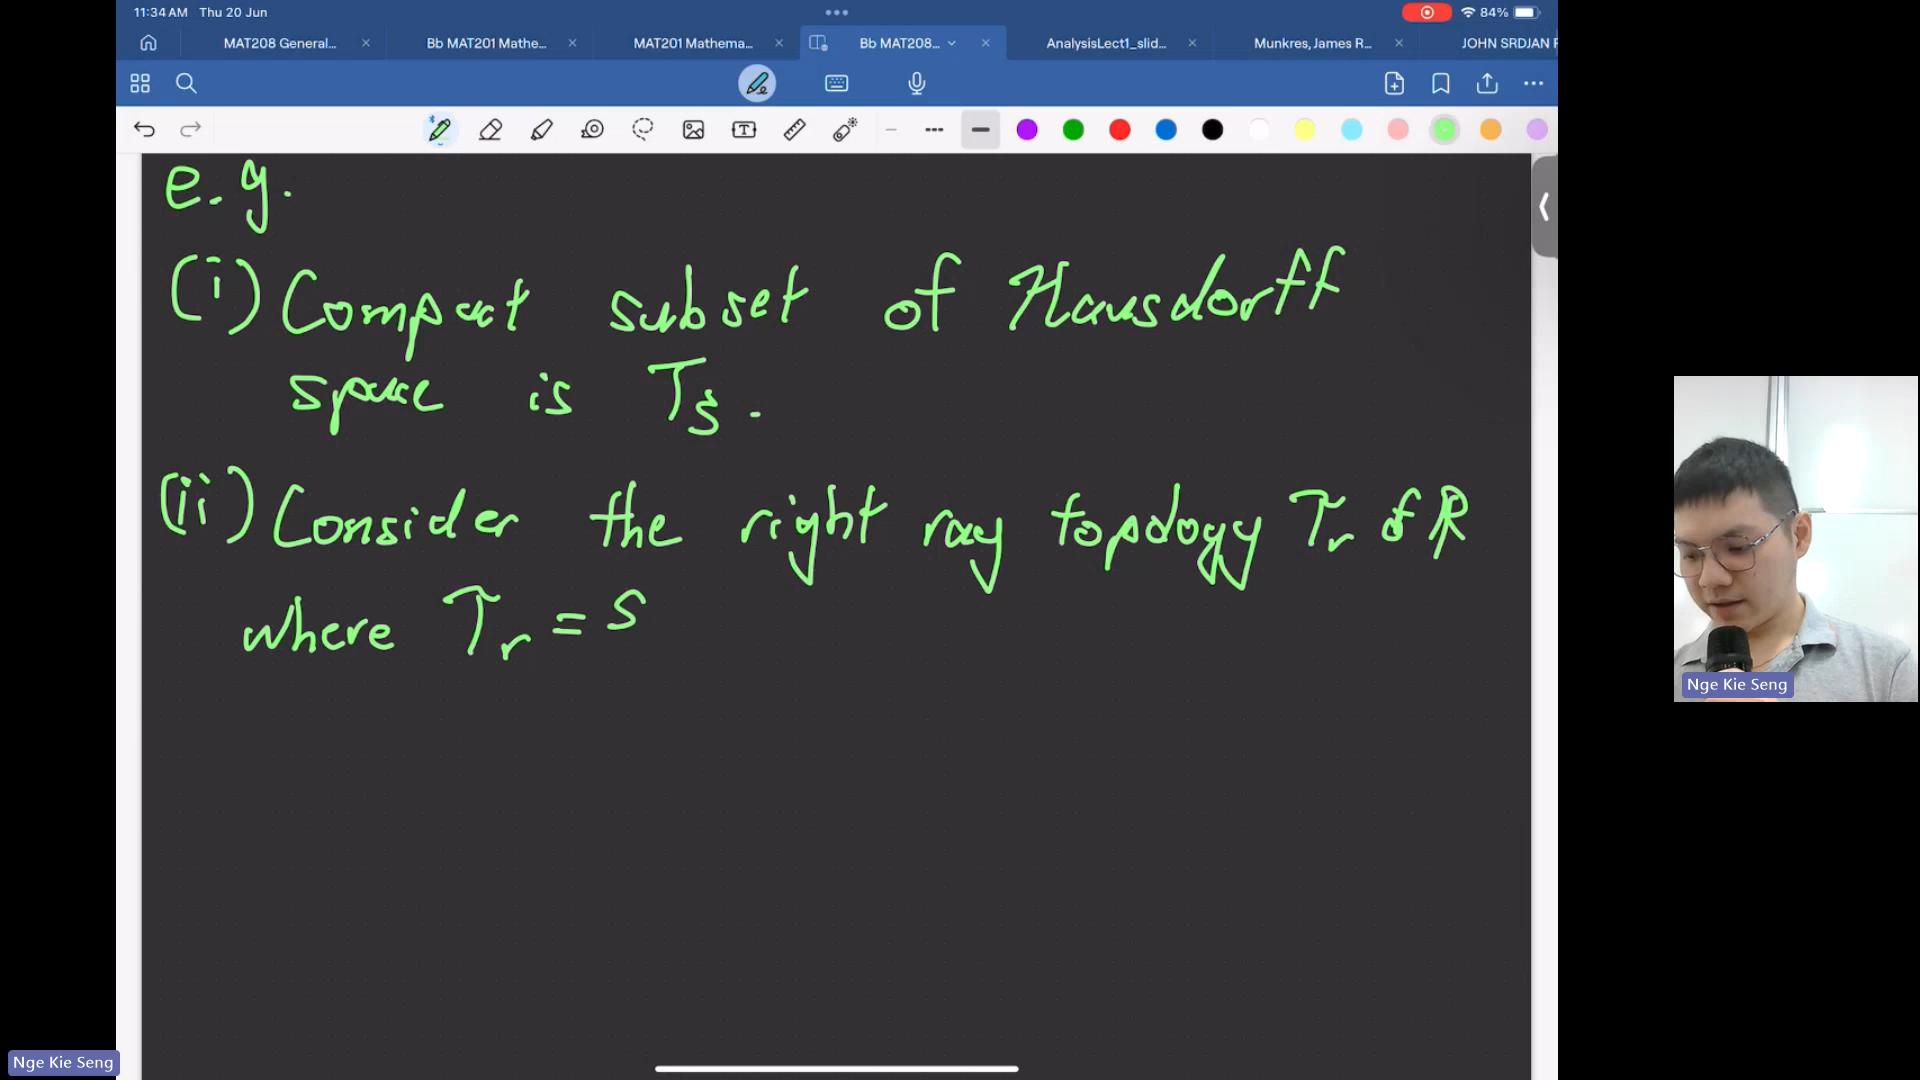 11:34 AM Thu 20 Jun
84%
MAT208 General...
Bb MAT201 Mathe...
MAT201 Mathema...
Bb MAT208...
AnalysisLect1_slid...
Munkres, James R...
JOHN SRDJAN
e.g.
(i) Compact subset of Hausdorff
space is T₃.
(ii) Consider the right ray topology τᵣ of ℝ
where τᵣ = S
Nge Kie Seng
Nge Kie Seng